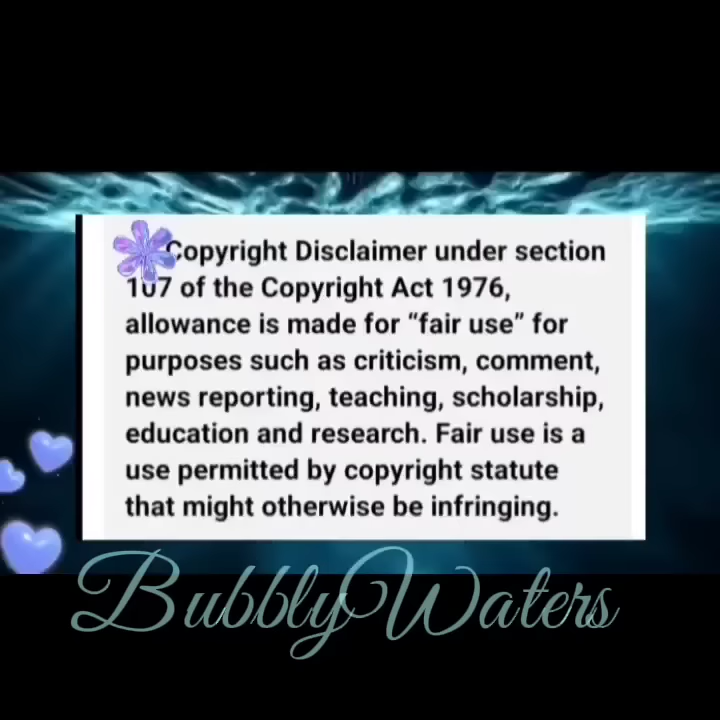 Copyright Disclaimer under section
107 of the Copyright Act 1976,
allowance is made for “fair use” for
purposes such as criticism, comment,
news reporting, teaching, scholarship,
education and research. Fair use is a
use permitted by copyright statute
that might otherwise be infringing.
BubblyWaters